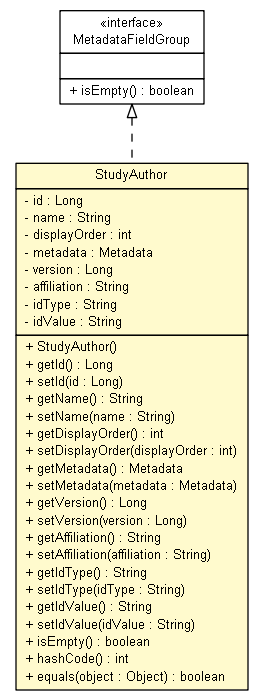 «interface»
MetadataFieldGroup
+ isEmpty() : boolean
StudyAuthor
- id : Long
- name : String
- displayOrder : int
- metadata : Metadata
- version : Long
- affiliation : String
- idType : String
- idValue : String
+ StudyAuthor()
+ getId() : Long
+ setId(id : Long)
+ getName() : String
+ setName(name : String)
+ getDisplayOrder() : int
+ setDisplayOrder(displayOrder : int)
+ getMetadata() : Metadata
+ setMetadata(metadata : Metadata)
+ getVersion() : Long
+ setVersion(version : Long)
+ getAffiliation() : String
+ setAffiliation(affiliation : String)
+ getIdType() : String
+ setIdType(idType : String)
+ getIdValue() : String
+ setIdValue(idValue : String)
+ isEmpty() : boolean
+ hashCode() : int
+ equals(object : Object) : boolean